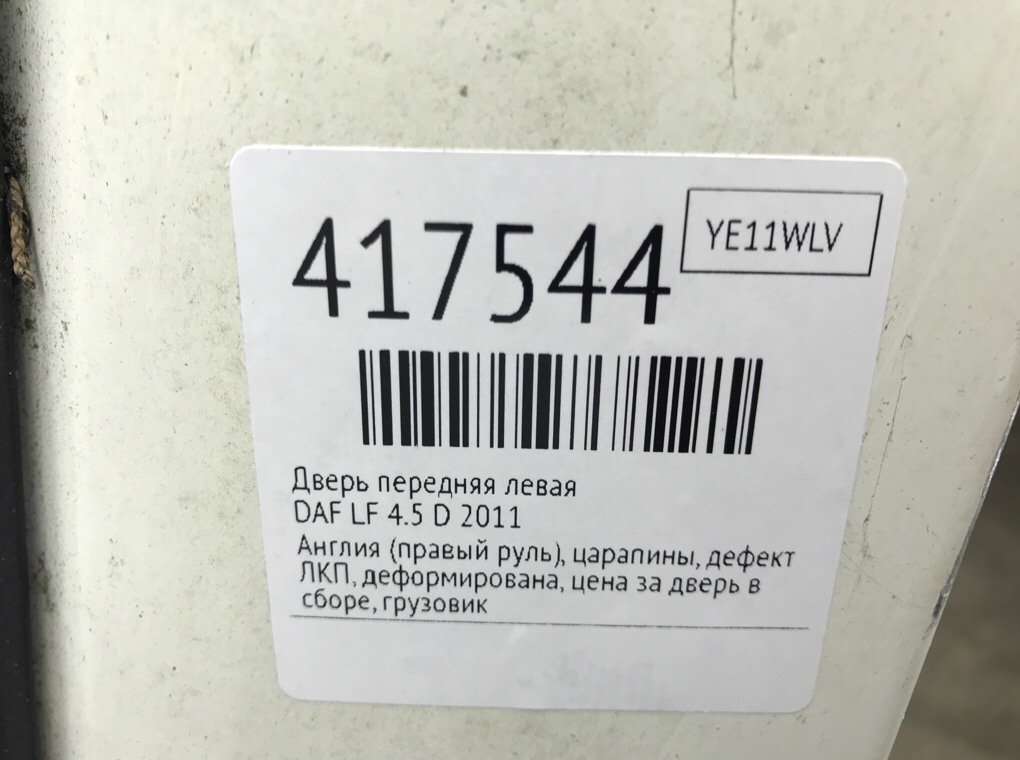 417544
YE11WLV
Дверь передняя левая
DAF LF 4.5 D 2011
Англия (правый руль), царапины, дефект
ЛКП, деформирована, цена за дверь в
сборе, грузовик